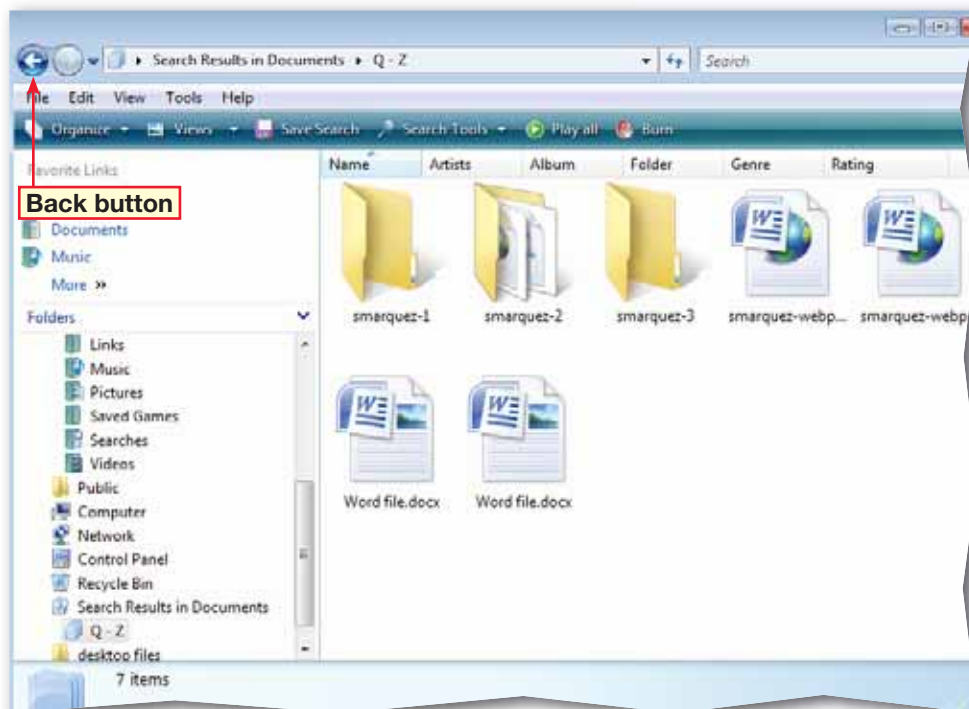 Search Results in Documents Q - Z Search
File Edit View Tools Help
Organize Views Save Search Search Tools Play all Burn
Favorite Links
Name Artists Album Folder Genre Rating
Back button
Documents
Music
More »
Folders
smarquez-1 smarquez-2 smarquez-3 smarquez-webp... smarquez-webp
Links
Music
Pictures
Saved Games
Searches
Videos
Public
Computer
Network
Control Panel
Recycle Bin
Search Results in Documents
Q - Z
desktop files
Word file.docx Word file.docx
7 items